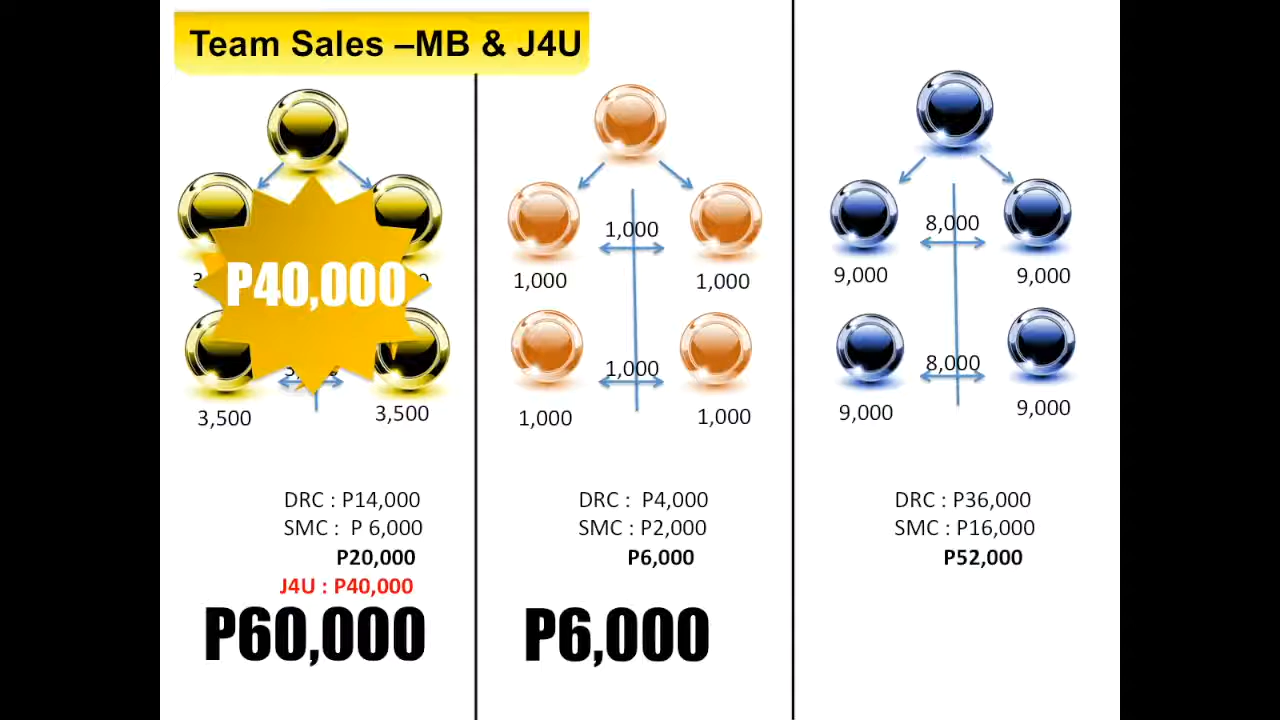 Team Sales –MB & J4U
P40,000
3,500
3,500
DRC : P14,000
SMC : P 6,000
P20,000
J4U : P40,000
P60,000
1,000
1,000
1,000
1,000
1,000
1,000
DRC : P4,000
SMC : P2,000
P6,000
P6,000
8,000
9,000
9,000
8,000
9,000
9,000
DRC : P36,000
SMC : P16,000
P52,000